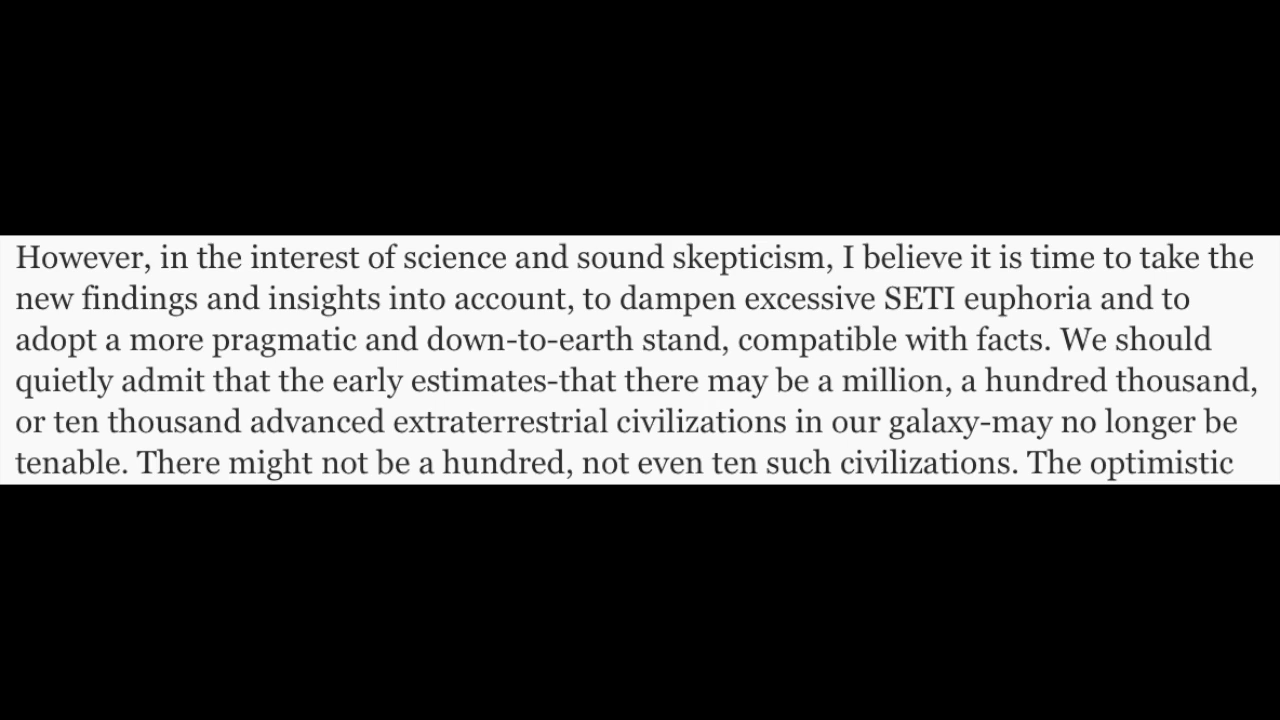 However, in the interest of science and sound skepticism, I believe it is time to take the
new findings and insights into account, to dampen excessive SETI euphoria and to
adopt a more pragmatic and down-to-earth stand, compatible with facts. We should
quietly admit that the early estimates-that there may be a million, a hundred thousand,
or ten thousand advanced extraterrestrial civilizations in our galaxy-may no longer be
tenable. There might not be a hundred, not even ten such civilizations. The optimistic